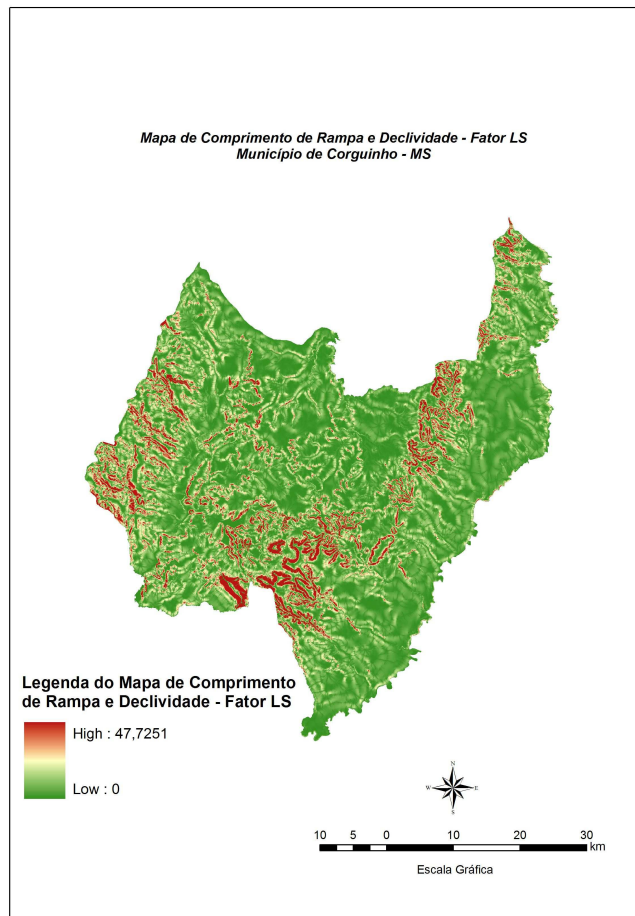 Mapa de Comprimento de Rampa e Declividade - Fator LS
Município de Corguinho - MS
Legenda do Mapa de Comprimento
de Rampa e Declividade - Fator LS
High : 47,7251
Low : 0
N
W
E
S
10 5 0 10 20 30
km
Escala Gráfica